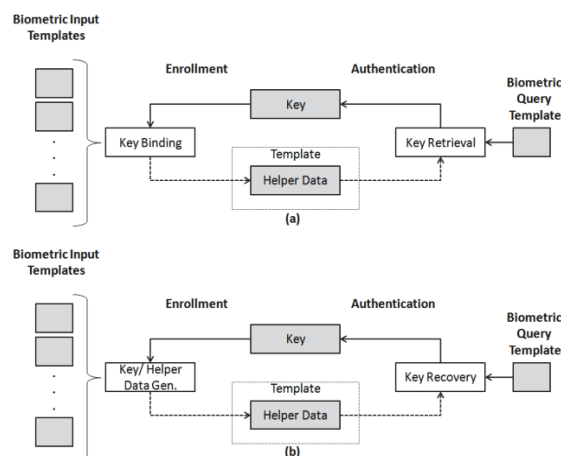 Biometric Input
Templates
Enrollment
Authentication
Key
Biometric
Query
Template
Key Binding
Key Retrieval
Template
Helper Data
(a)
Biometric Input
Templates
Enrollment
Authentication
Key
Biometric
Query
Template
Key/ Helper
Data Gen.
Key Recovery
Template
Helper Data
(b)